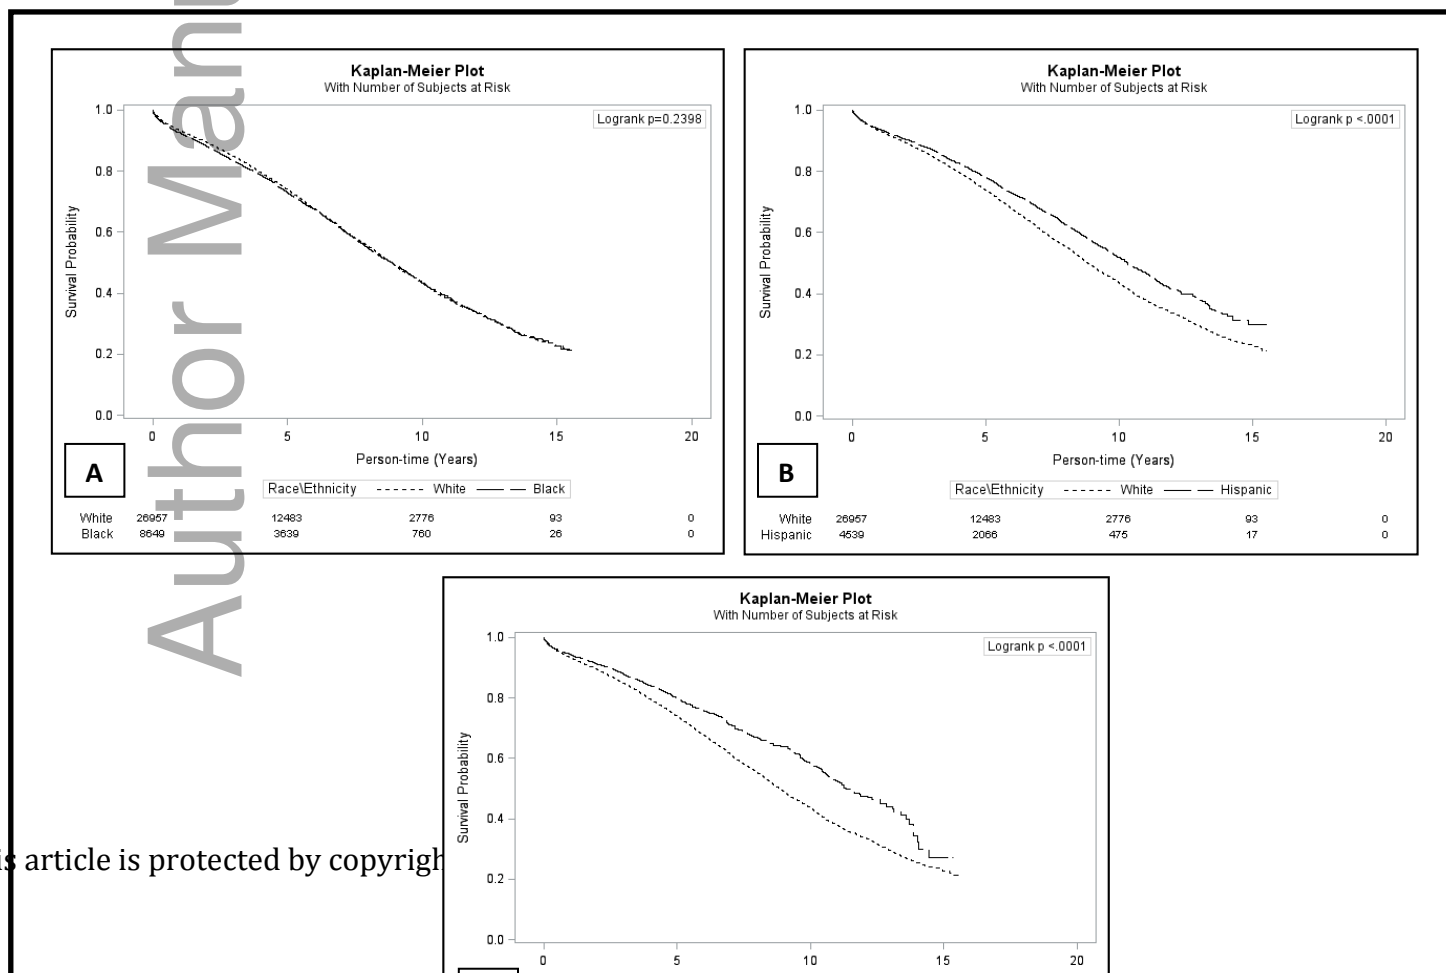 Author Manu
Kaplan-Meier Plot
With Number of Subjects at Risk
Logrank p=0.2398
Survival Probability
1.0
0.8
0.6
0.4
0.2
0.0
0 5 10 15 20
Person-time (Years)
A
Race\Ethnicity White Black
White 26957 12483 2776 93 0
Black 8649 3639 760 26 0
Kaplan-Meier Plot
With Number of Subjects at Risk
Logrank p <.0001
Survival Probability
1.0
0.8
0.6
0.4
0.2
0.0
0 5 10 15 20
Person-time (Years)
B
Race\Ethnicity White Hispanic
White 26957 12483 2776 93 0
Hispanic 4539 2066 475 17 0
Kaplan-Meier Plot
With Number of Subjects at Risk
Logrank p <.0001
Survival Probability
1.0
0.8
0.6
0.4
0.2
0.0
0 5 10 15 20
s article is protected by copyrigh